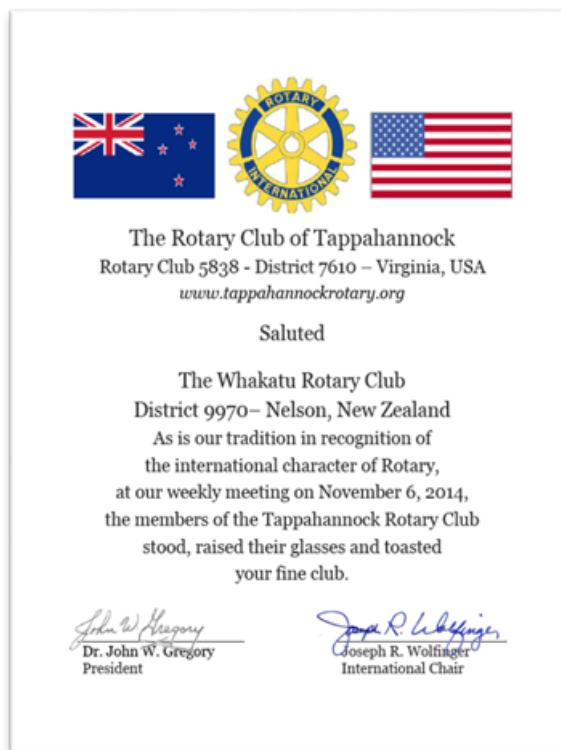 ROTARY
INTERNATIONAL
The Rotary Club of Tappahannock
Rotary Club 5838 - District 7610 – Virginia, USA
www.tappahannockrotary.org
Saluted
The Whakatu Rotary Club
District 9970– Nelson, New Zealand
As is our tradition in recognition of
the international character of Rotary,
at our weekly meeting on November 6, 2014,
the members of the Tappahannock Rotary Club
stood, raised their glasses and toasted
your fine club.
John W. Gregory
Joseph R. Wolfinger
Dr. John W. Gregory
Joseph R. Wolfinger
President
International Chair